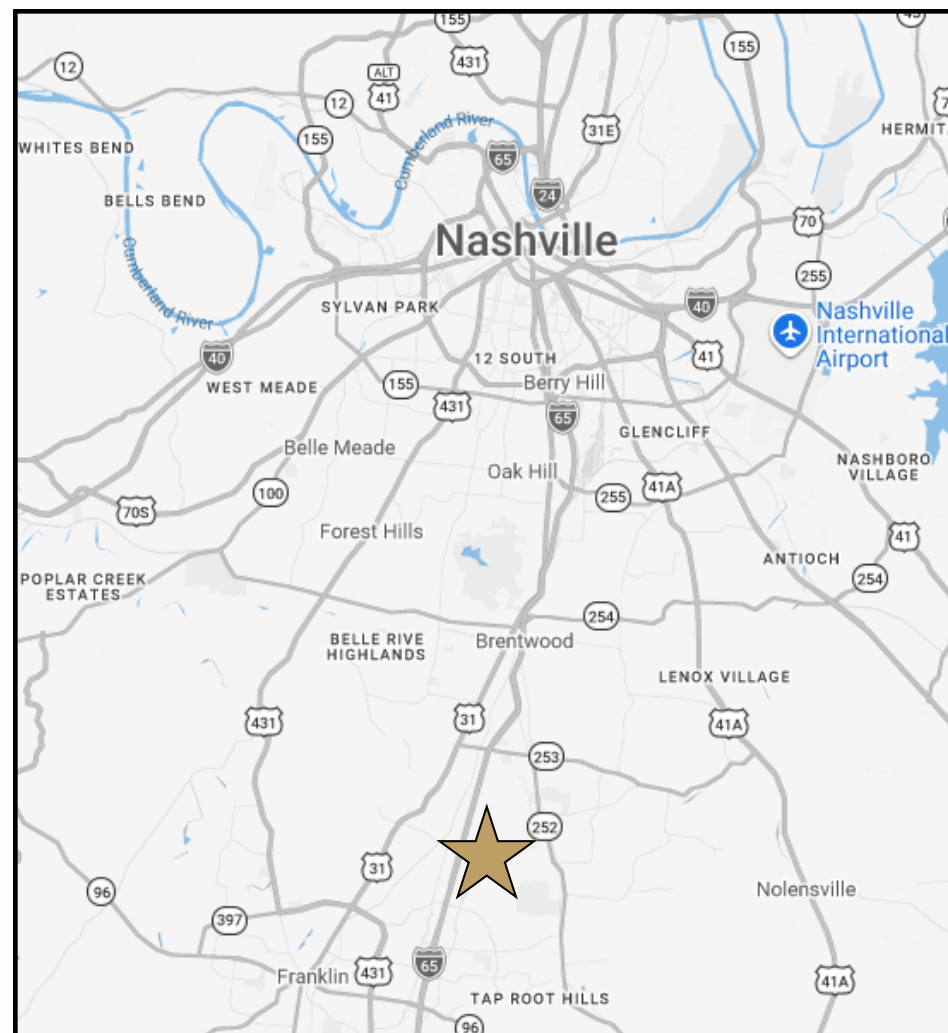 155
45
431
155
12
ALT
41
12
31E
Cumberland River
HERMIT
155
WHITES BEND
65
24
BELLS BEND
70
Nashville
255
Cumberland River
SYLVAN PARK
40
Nashville
International
Airport
40
12 SOUTH
41
WEST MEADE
155
Berry Hill
431
65
GLENCLIFF
Belle Meade
NASHBORO
VILLAGE
Oak Hill
100
255
41A
70S
Forest Hills
41
ANTIOCH
POPLAR CREEK
ESTATES
254
254
BELLE RIVE
HIGHLANDS
Brentwood
LENOX VILLAGE
431
31
41A
253
252
31
96
Nolensville
397
Franklin
431
65
41A
TAP ROOT HILLS
96